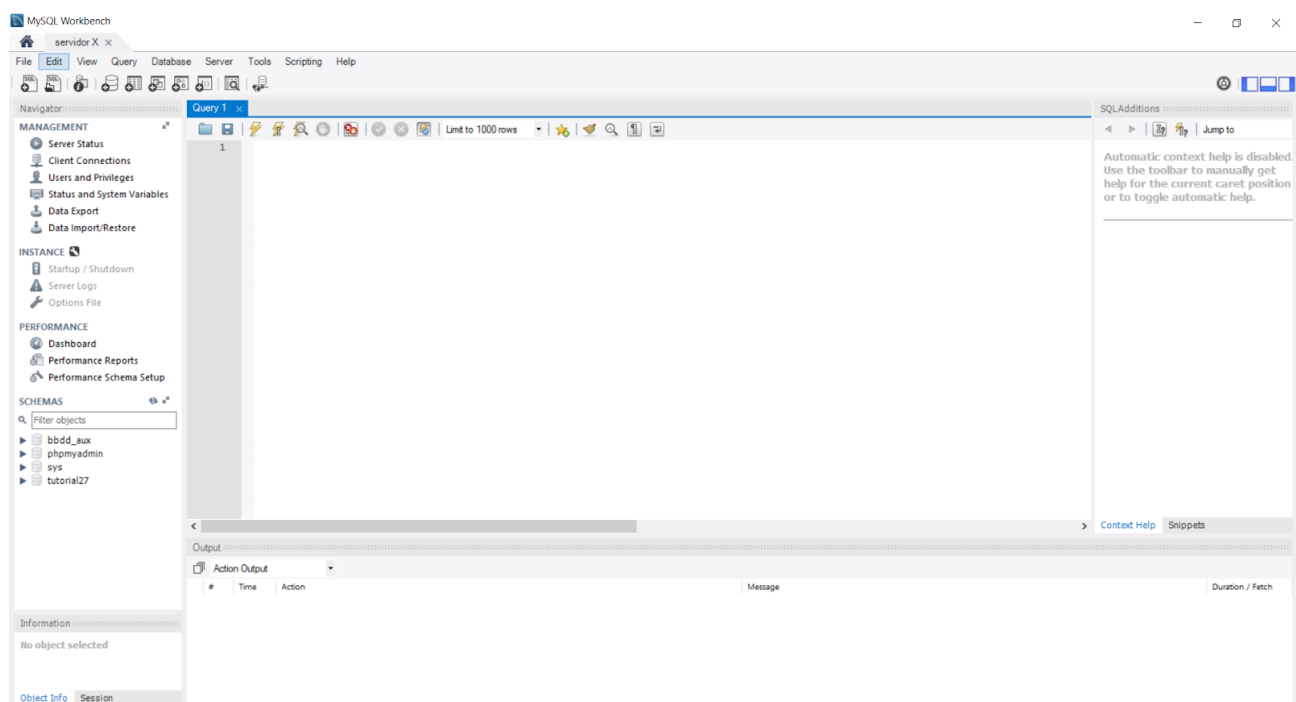 MySQL Workbench
servidor X
File Edit View Query Database Server Tools Scripting Help
Navigator
MANAGEMENT
Server Status
Client Connections
Users and Privileges
Status and System Variables
Data Export
Data Import/Restore
INSTANCE
Startup / Shutdown
Server Logs
Options File
PERFORMANCE
Dashboard
Performance Reports
Performance Schema Setup
SCHEMAS
Filter objects
bbdd_aux
phpmyadmin
sys
tutorial27
Information
No object selected
Object Info Session
Query 1
Limit to 1000 rows
1
Output
Action Output
# Time Action Message Duration / Fetch
SQLAdditions
Jump to
Automatic context help is disabled.
Use the toolbar to manually get
help for the current caret position
or to toggle automatic help.
Context Help Snippets